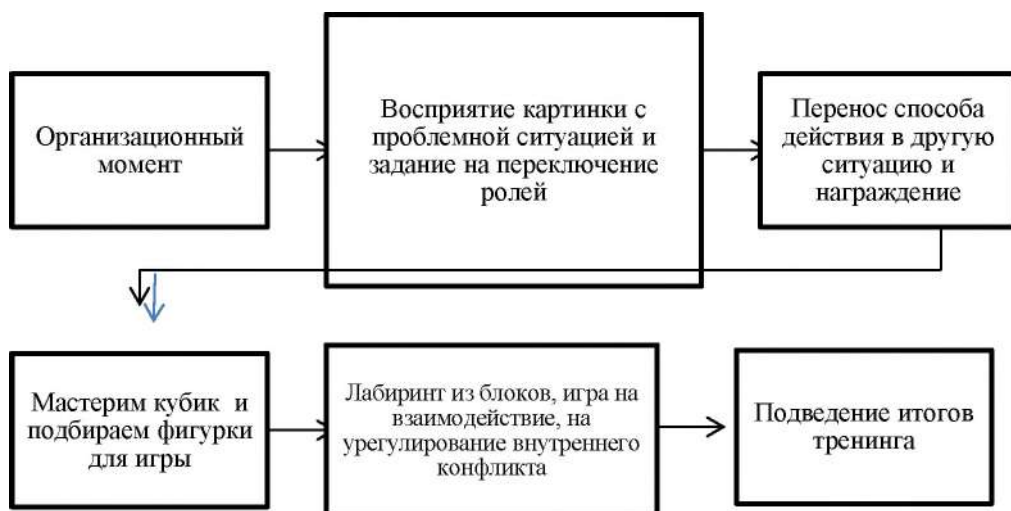 Организационный
момент
Восприятие картинки с
проблемной ситуацией и
задание на переключение
ролей
Перенос способа
действия в другую
ситуацию и
награждение
Мастерим кубик и
подбираем фигурки
для игры
Лабиринт из блоков, игра на
взаимодействие, на
урегулирование внутреннего
конфликта
Подведение итогов
тренинга